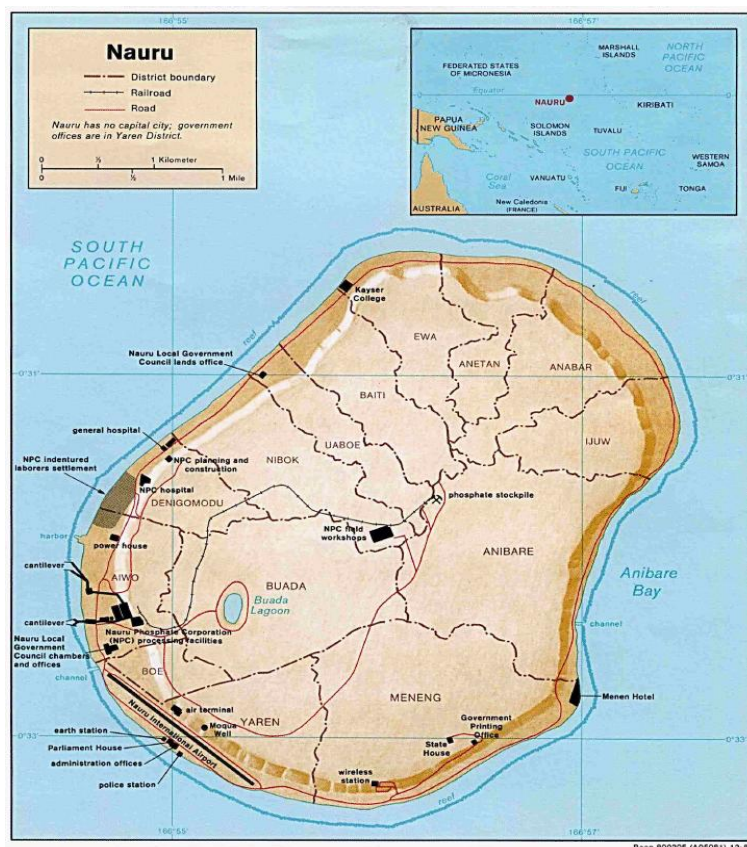 166°55'
166°57'
Nauru
District boundary
Railroad
Road
Nauru has no capital city; government
offices are in Yaren District.
0 ½ 1 Kilometer
0 ½ 1 Mile
FEDERATED STATES
OF MICRONESIA
MARSHALL
ISLANDS
NORTH
PACIFIC
OCEAN
Equator
0
0
NAURU
KIRIBATI
PAPUA
NEW GUINEA
SOLOMON
ISLANDS
TUVALU
SOUTH PACIFIC
OCEAN
WESTERN
SAMOA
Coral
Sea
VANUATU
FIJI
TONGA
New Caledonia
(FRANCE)
AUSTRALIA
SOUTH
PACIFIC
OCEAN
reef
reef
Kayser
College
EWA
ANETAN
ANABAR
Nauru Local Government
Council lands office
0°31'
0°31'
BAITI
general hospital
UABOE
IJUW
NPC indentured
laborers settlement
NPC planning and
construction
NIBOK
NPC hospital
DENIGOMODU
phosphate stockpile
harbor
power house
NPC field
workshops
ANIBARE
cantilever
AIWO
BUADA
Anibare
Bay
Buada
Lagoon
cantilever
channel
Nauru Phosphate Corporation
(NPC) processing facilities
Nauru Local
Government
Council chambers
and offices
channel
BOE
MENENG
Menen Hotel
air terminal
YAREN
Moqua
Well
Nauru International Airport
Government
Printing
Office
State
House
earth station
0°33'
0°33'
Parliament House
administration offices
police station
wireless
station
reef
166°55'
166°57'